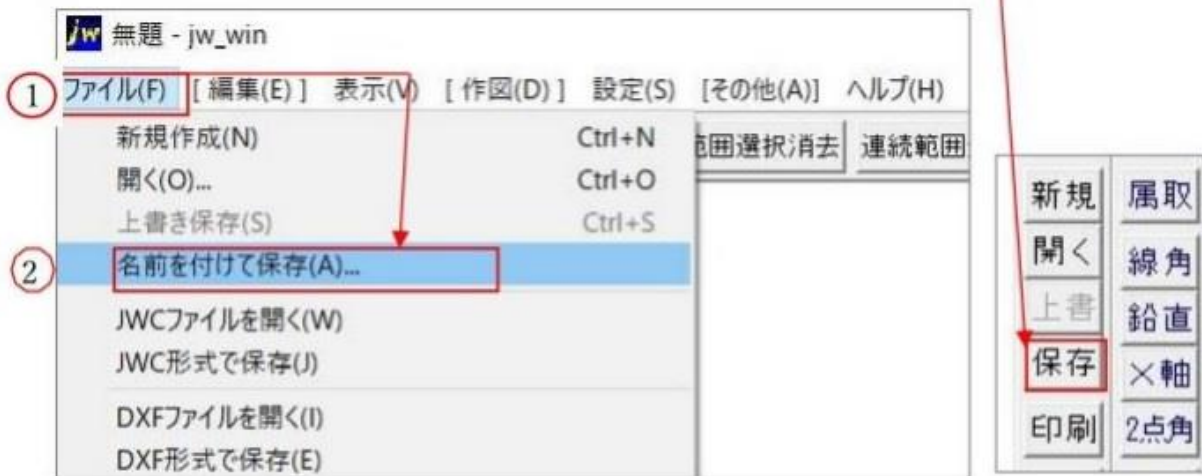 Jw 無題 - jw_win
① ファイル(F) [ 編集(E) ] 表示(V) [ 作図(D) ] 設定(S) [その他(A)] ヘルプ(H)
新規作成(N) Ctrl+N
範囲選択消去 連続範囲
開く(O)... Ctrl+O
上書き保存(S) Ctrl+S
② 名前を付けて保存(A)...
JWCファイルを開く(W)
JWC形式で保存(J)
DXFファイルを開く(I)
DXF形式で保存(E)
新規 属取
開く 線角
上書 鉛直
保存 ×軸
印刷 2点角